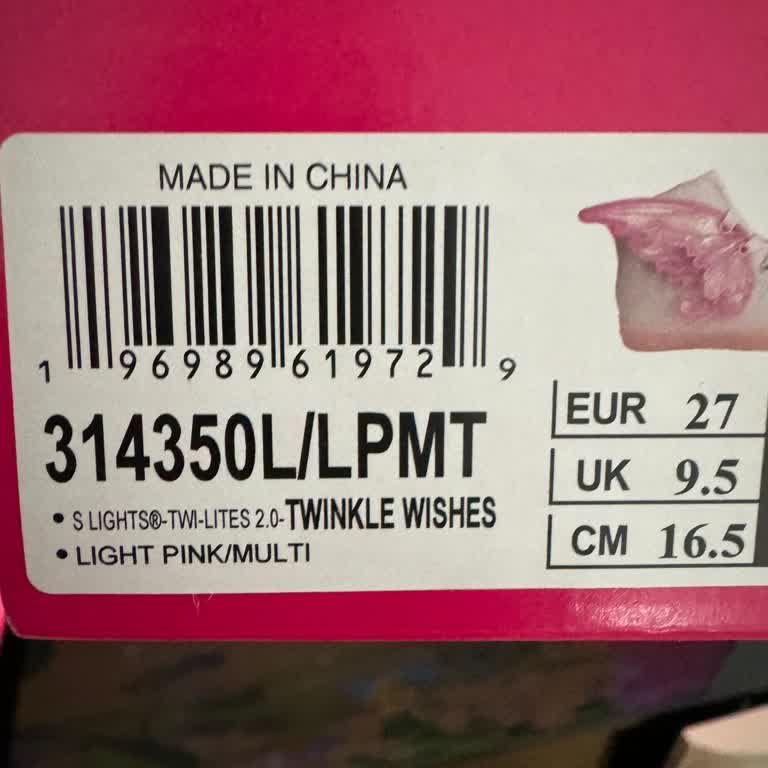 MADE IN CHINA
1 96989 61972 9
314350L/LPMT
• S LIGHTS®-TWI-LITES 2.0-TWINKLE WISHES
• LIGHT PINK/MULTI
EUR 27
UK 9.5
CM 16.5